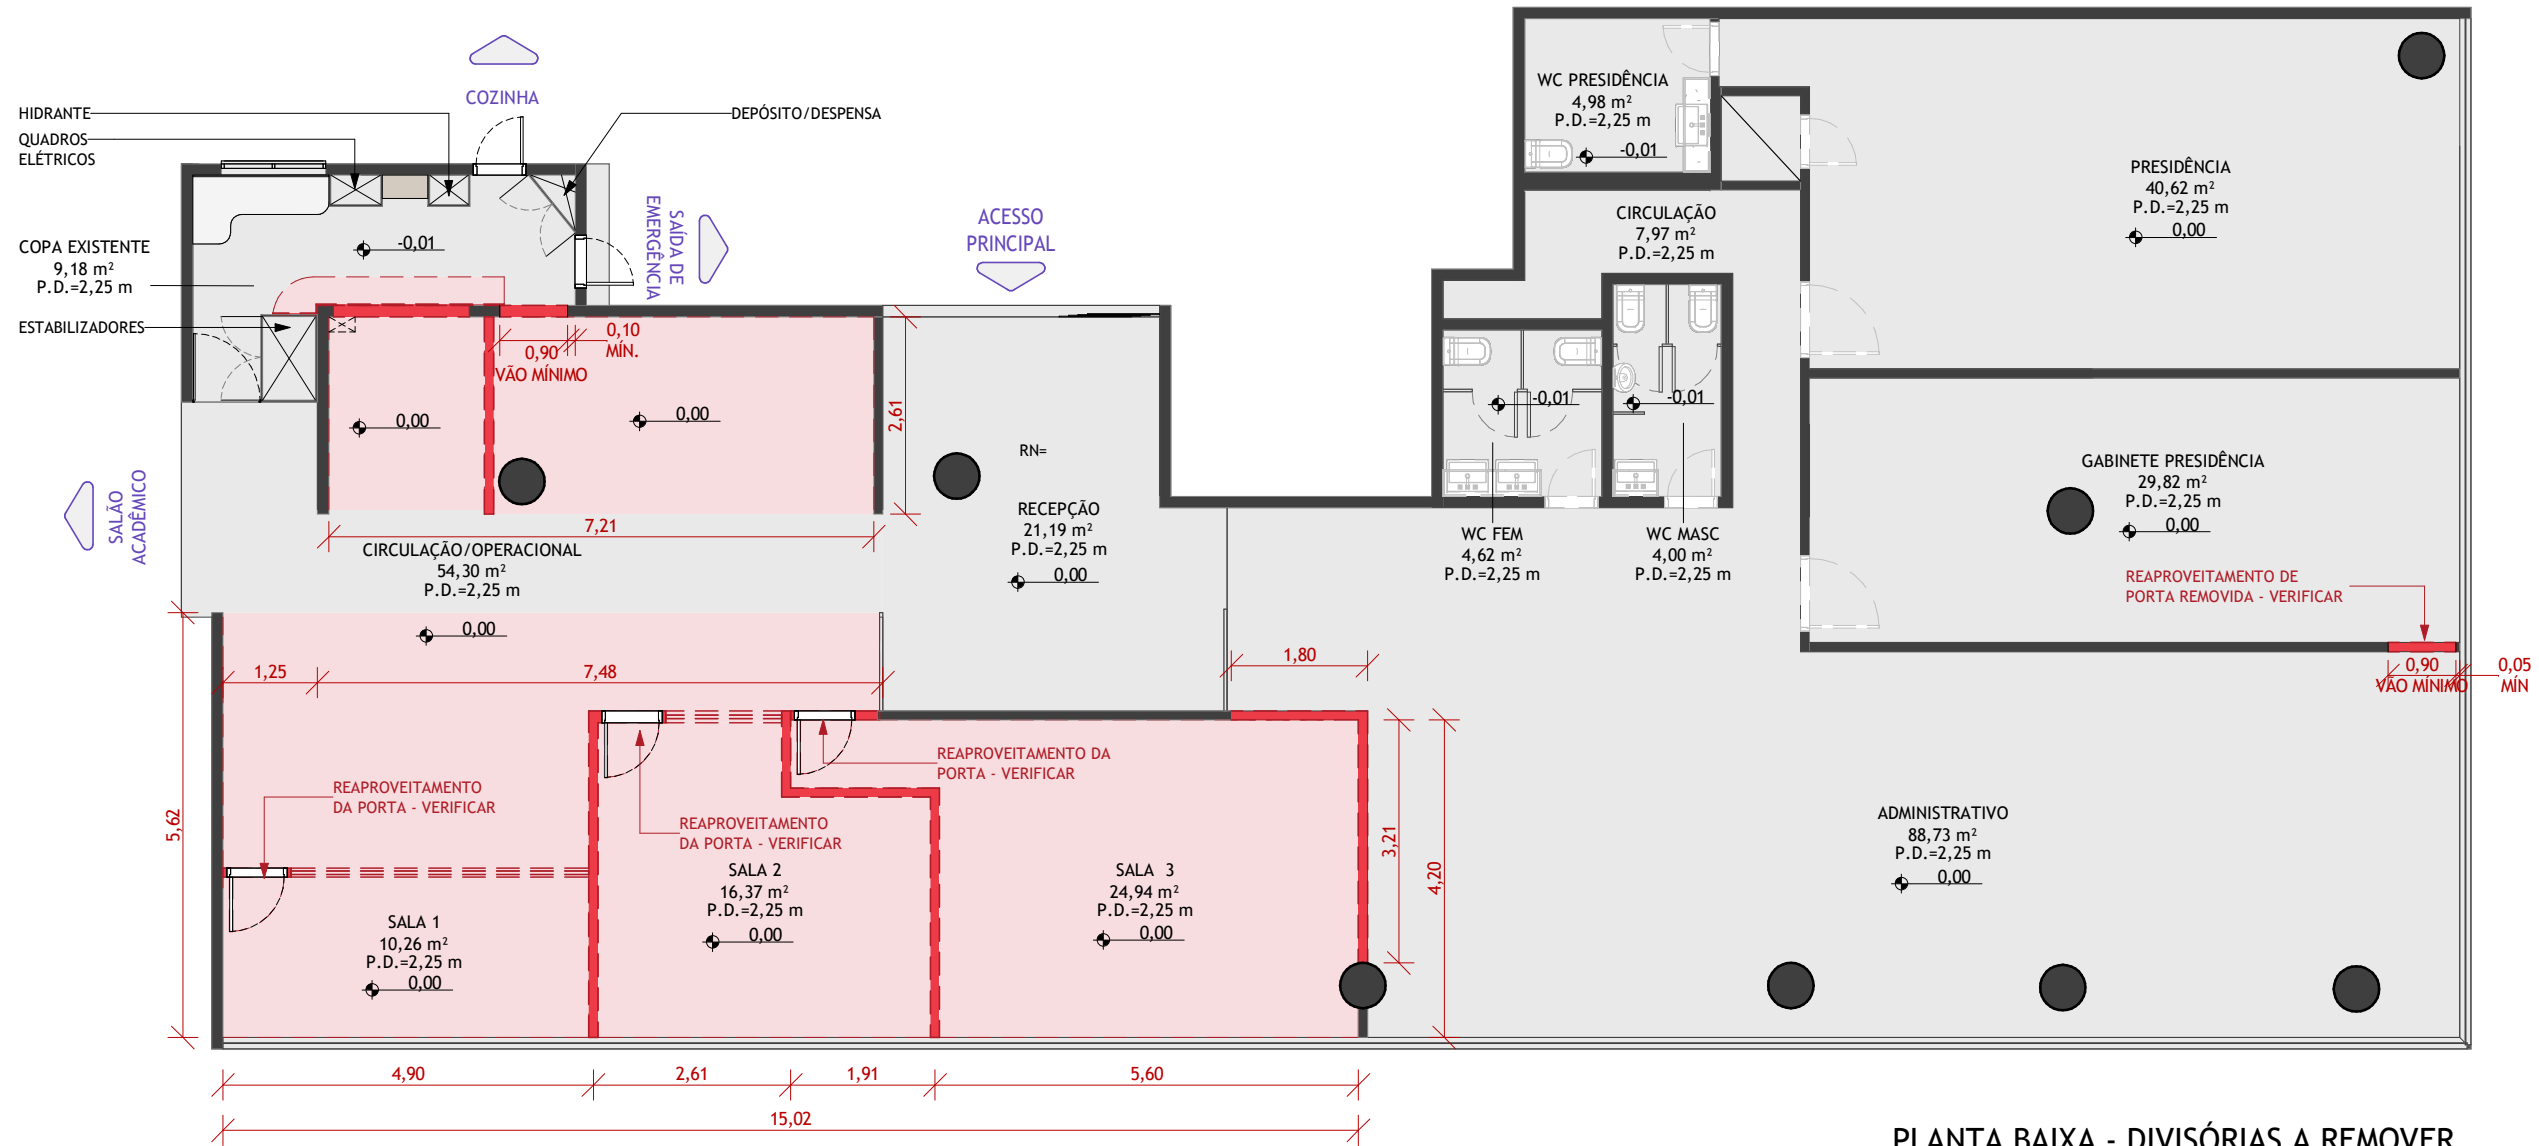 COZINHA
HIDRANTE
QUADROS
ELÉTRICOS
DEPÓSITO/DESPENSA
COPA EXISTENTE
9,18 m²
P.D.=2,25 m
-0,01
ESTABILIZADORES
SAÍDA DE
EMERGÊNCIA
ACESSO
PRINCIPAL
WC PRESIDÊNCIA
4,98 m²
P.D.=2,25 m
-0,01
PRESIDÊNCIA
40,62 m²
P.D.=2,25 m
0,00
CIRCULAÇÃO
7,97 m²
P.D.=2,25 m
0,10
MÍN.
0,90
VÃO MÍNIMO
0,00
0,00
2,61
7,21
-0,01
-0,01
RN=
RECEPÇÃO
21,19 m²
P.D.=2,25 m
0,00
WC FEM
4,62 m²
P.D.=2,25 m
WC MASC
4,00 m²
P.D.=2,25 m
GABINETE PRESIDÊNCIA
29,82 m²
P.D.=2,25 m
0,00
REAPROVEITAMENTO DE
PORTA REMOVIDA - VERIFICAR
0,90
VÃO MÍNIMO
0,05
MÍN
SALÃO
ACADÊMICO
CIRCULAÇÃO/OPERACIONAL
54,30 m²
P.D.=2,25 m
0,00
1,25
7,48
1,80
5,62
REAPROVEITAMENTO
DA PORTA - VERIFICAR
REAPROVEITAMENTO
DA PORTA - VERIFICAR
REAPROVEITAMENTO DA
PORTA - VERIFICAR
3,21
4,20
SALA 1
10,26 m²
P.D.=2,25 m
0,00
SALA 2
16,37 m²
P.D.=2,25 m
0,00
SALA 3
24,94 m²
P.D.=2,25 m
0,00
ADMINISTRATIVO
88,73 m²
P.D.=2,25 m
0,00
4,90
2,61
1,91
5,60
15,02
PLANTA BAIXA - DIVISÓRIAS A REMOVER